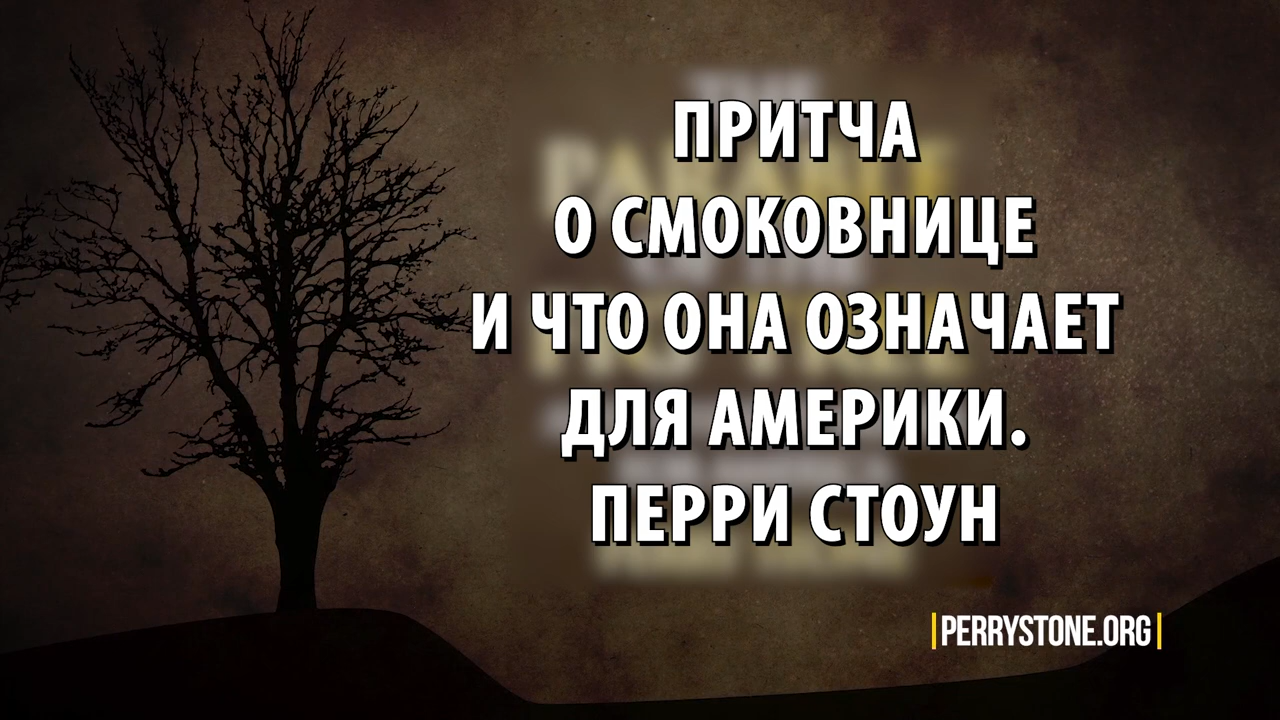 ПРИТЧА
О СМОКОВНИЦЕ
И ЧТО ОНА ОЗНАЧАЕТ
ДЛЯ АМЕРИКИ.
ПЕРРИ СТОУН
PERRYSTONE.ORG